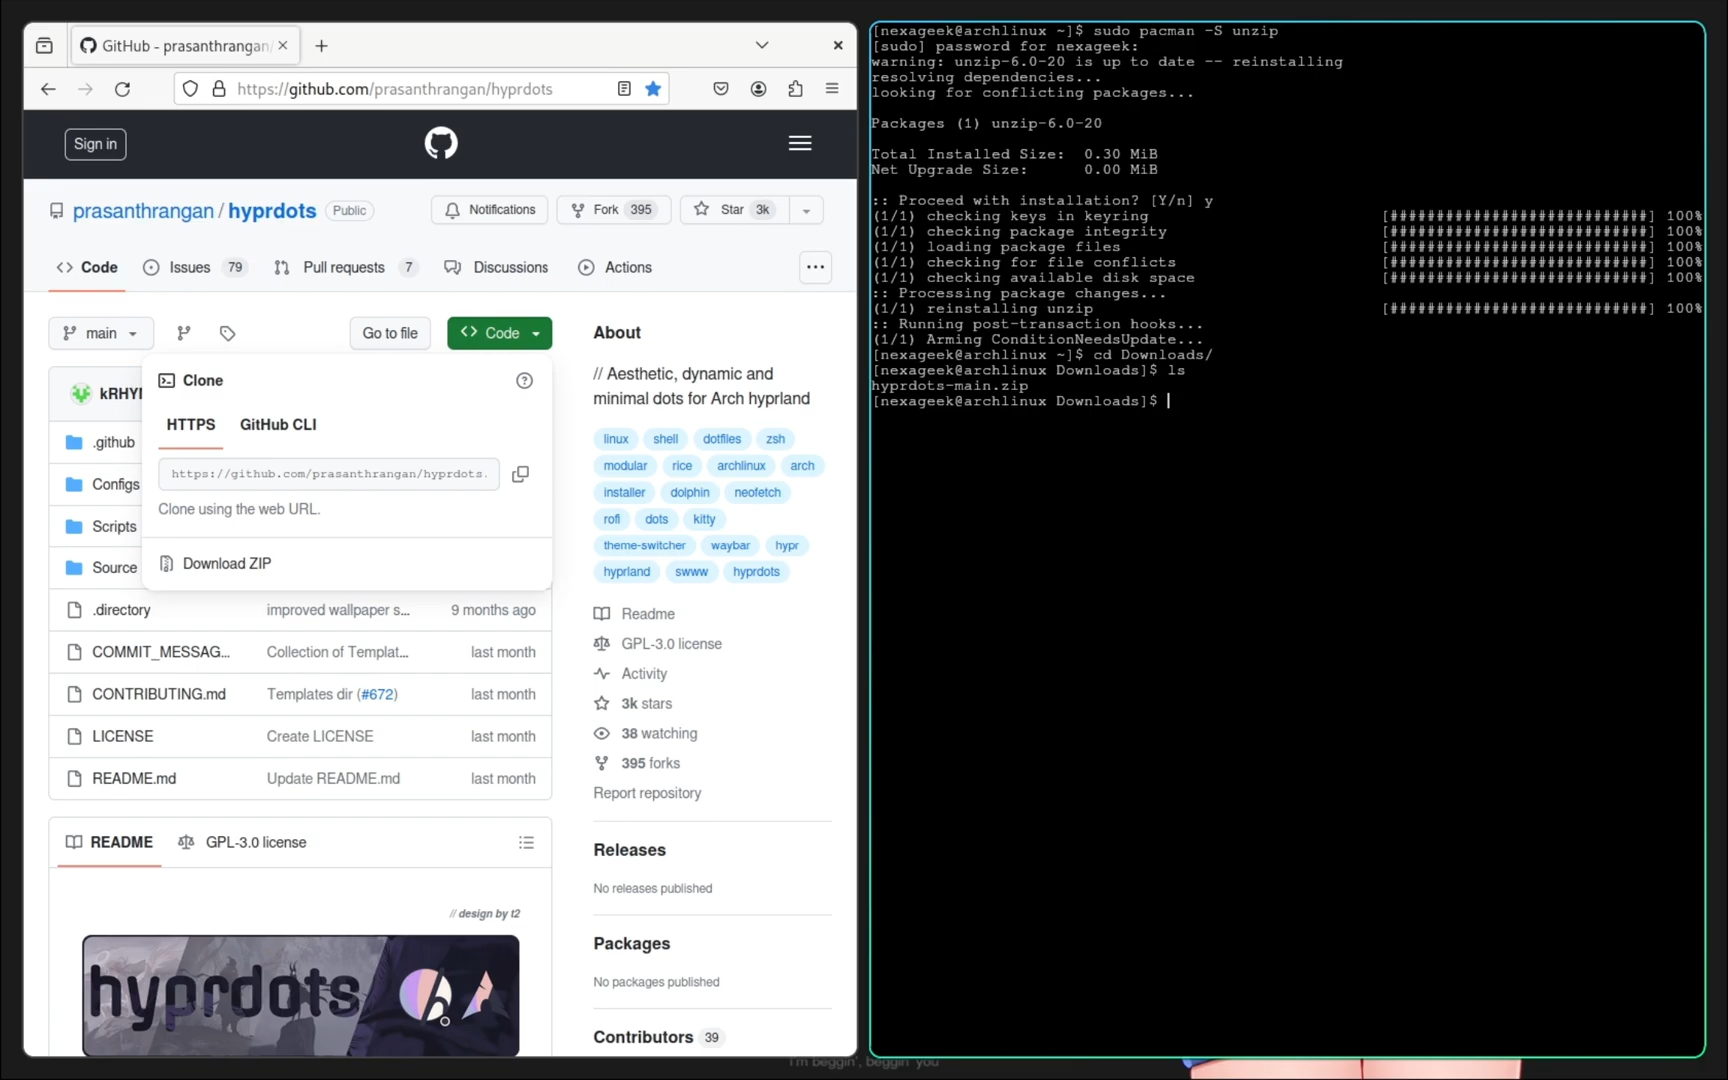 GitHub - prasanthrangan/
https://github.com/prasanthrangan/hyprdots
Sign in
prasanthrangan / hyprdots Public
Notifications
Fork 395
Star 3k
Code
Issues 79
Pull requests 7
Discussions
Actions
main
Go to file
Code
Clone
HTTPS
GitHub CLI
https://github.com/prasanthrangan/hyprdots.
Clone using the web URL.
Download ZIP
.github
Configs
Scripts
Source
.directory improved wallpaper s... 9 months ago
COMMIT_MESSAG... Collection of Templat... last month
CONTRIBUTING.md Templates dir (#672) last month
LICENSE Create LICENSE last month
README.md Update README.md last month
README
GPL-3.0 license
// design by t2
hyprdots
About
// Aesthetic, dynamic and
minimal dots for Arch hyprland
linux shell dotfiles zsh
modular rice archlinux arch
installer dolphin neofetch
rofi dots kitty
theme-switcher waybar hypr
hyprland swww hyprdots
Readme
GPL-3.0 license
Activity
3k stars
38 watching
395 forks
Report repository
Releases
No releases published
Packages
No packages published
Contributors 39
[nexageek@archlinux ~]$ sudo pacman -S unzip
[sudo] password for nexageek:
warning: unzip-6.0-20 is up to date -- reinstalling
resolving dependencies...
looking for conflicting packages...
Packages (1) unzip-6.0-20
Total Installed Size: 0.30 MiB
Net Upgrade Size: 0.00 MiB
:: Proceed with installation? [Y/n] y
(1/1) checking keys in keyring [############################] 100%
(1/1) checking package integrity [############################] 100%
(1/1) loading package files [############################] 100%
(1/1) checking for file conflicts [############################] 100%
(1/1) checking available disk space [############################] 100%
:: Processing package changes...
(1/1) reinstalling unzip [############################] 100%
:: Running post-transaction hooks...
(1/1) Arming ConditionNeedsUpdate...
[nexageek@archlinux ~]$ cd Downloads/
[nexageek@archlinux Downloads]$ ls
hyprdots-main.zip
[nexageek@archlinux Downloads]$
I'm beggin', beggin' you